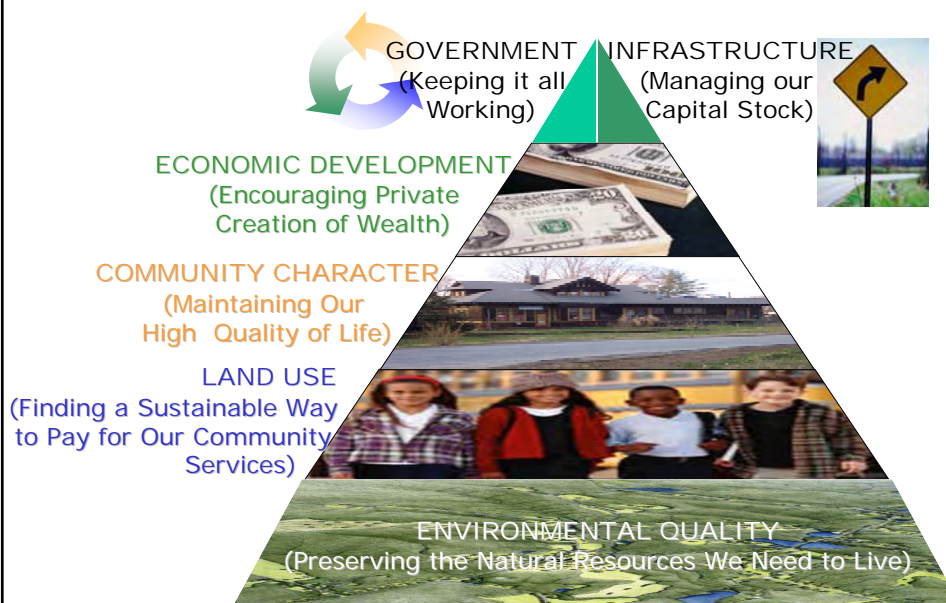 GOVERNMENT
(Keeping it all
Working)
INFRASTRUCTURE
(Managing our
Capital Stock)
ECONOMIC DEVELOPMENT
(Encouraging Private
Creation of Wealth)
COMMUNITY CHARACTER
(Maintaining Our
High Quality of Life)
LAND USE
(Finding a Sustainable Way
to Pay for Our Community
Services)
ENVIRONMENTAL QUALITY
(Preserving the Natural Resources We Need to Live)